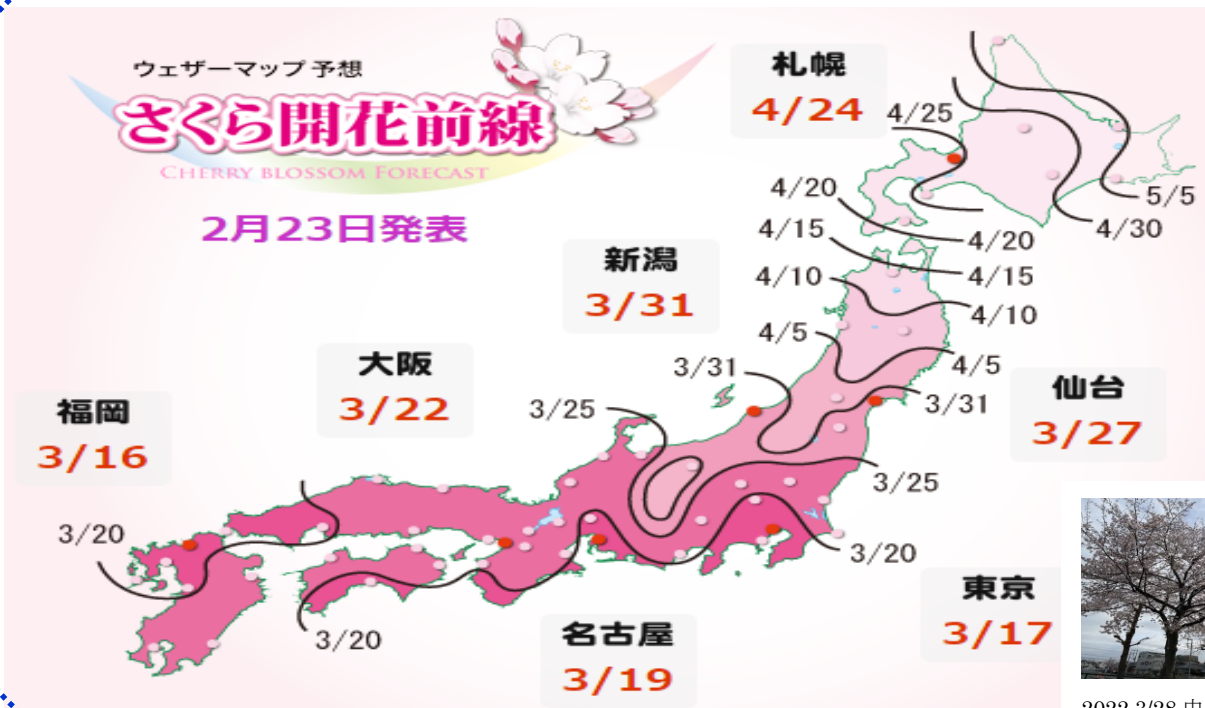 ウェザーマップ 予想
さくら開花前線
CHERRY BLOSSOM FORECAST
2月23日発表
札幌
4/24
4/25
5/5
4/30
4/20
4/20
4/15
4/15
新潟
3/31
4/10
4/10
4/5
4/5
3/31
3/31
仙台
3/27
大阪
3/22
3/25
3/25
福岡
3/16
3/20
3/20
3/20
東京
3/17
名古屋
3/19
2022 3/28